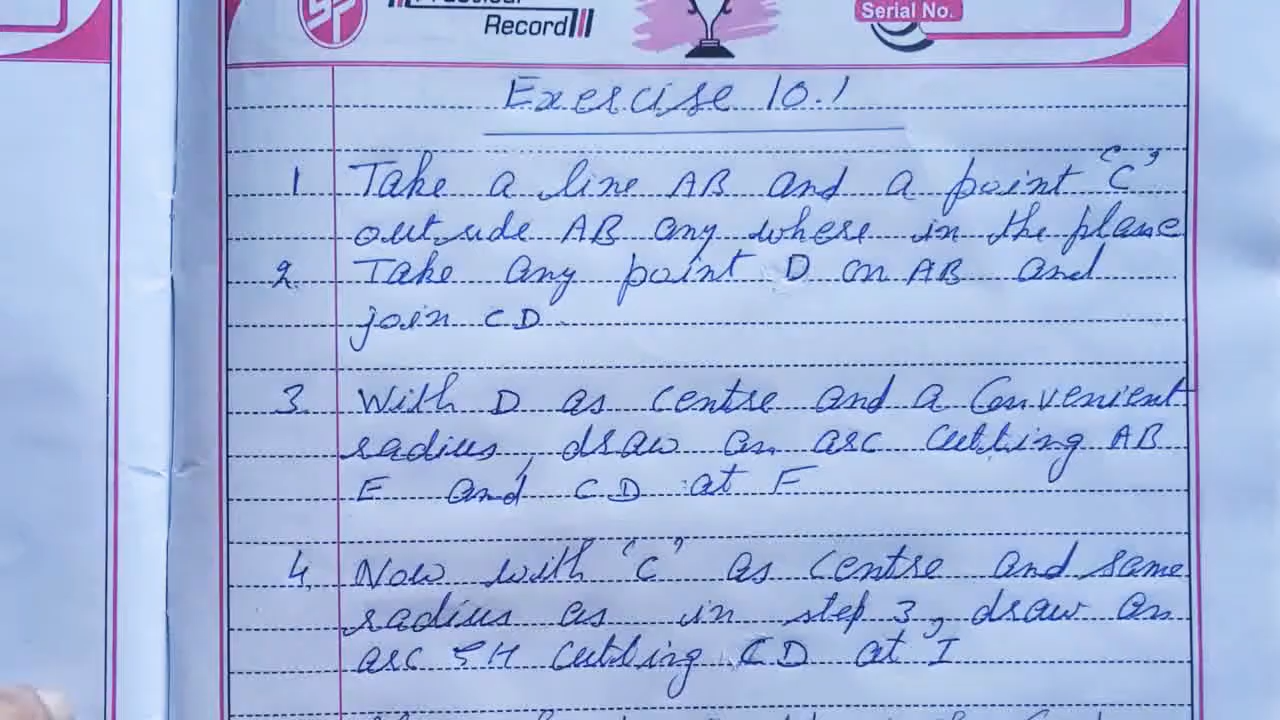 Practical
Record
Serial No.
Exercise 10.1
1 Take a line AB and a point 'C'
outside AB any where in the plane
2. Take any point D on AB and
join CD.
3. With D as centre and a Convenient
radius, draw an arc cutting AB
E and CD at F
4. Now with 'C' as centre and same
radius as in step 3, draw an
arc GH cutting CD at I